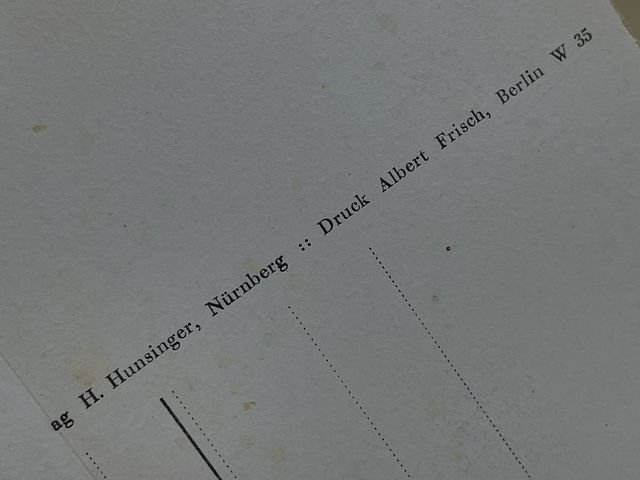 ag H. Hunsinger, Nürnberg :: Druck Albert Frisch, Berlin W 35